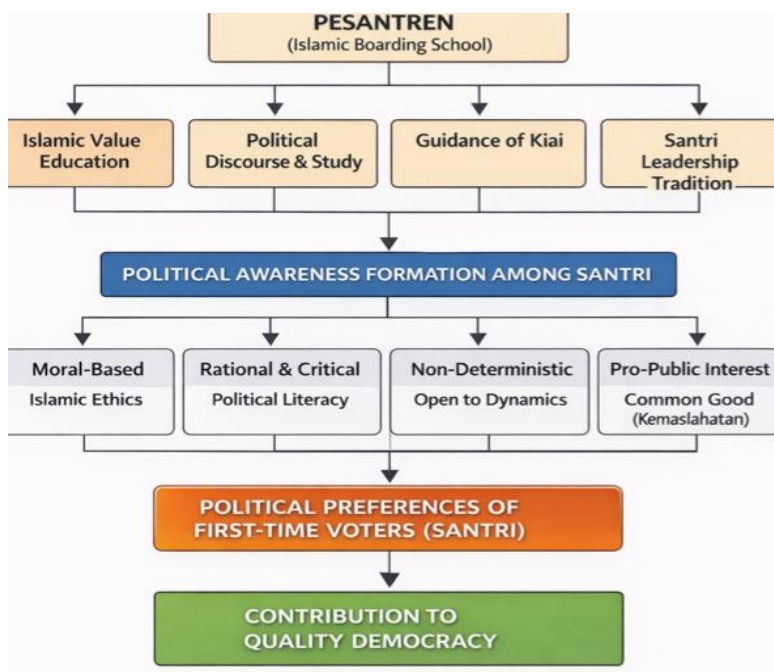 PESANTREN
(Islamic Boarding School)
Islamic Value
Education
Political
Discourse & Study
Guidance of Kiai
Santri
Leadership
Tradition
POLITICAL AWARENESS FORMATION AMONG SANTRI
Moral-Based
Islamic Ethics
Rational & Critical
Political Literacy
Non-Deterministic
Open to Dynamics
Pro-Public Interest
Common Good
(Kemaslahatan)
POLITICAL PREFERENCES OF
FIRST-TIME VOTERS (SANTRI)
CONTRIBUTION TO
QUALITY DEMOCRACY